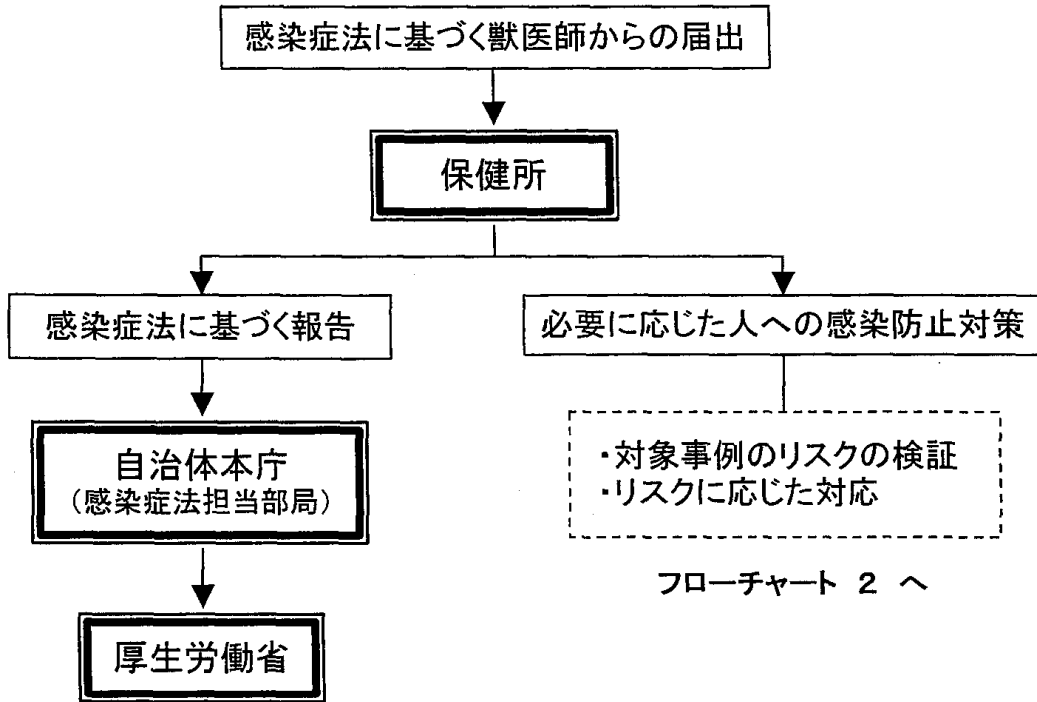 感染症法に基づく獣医師からの届出
保健所
感染症法に基づく報告
必要に応じた人への感染防止対策
自治体本庁
(感染症法担当部局)
・対象事例のリスクの検証
・リスクに応じた対応
フローチャート 2 へ
厚生労働省